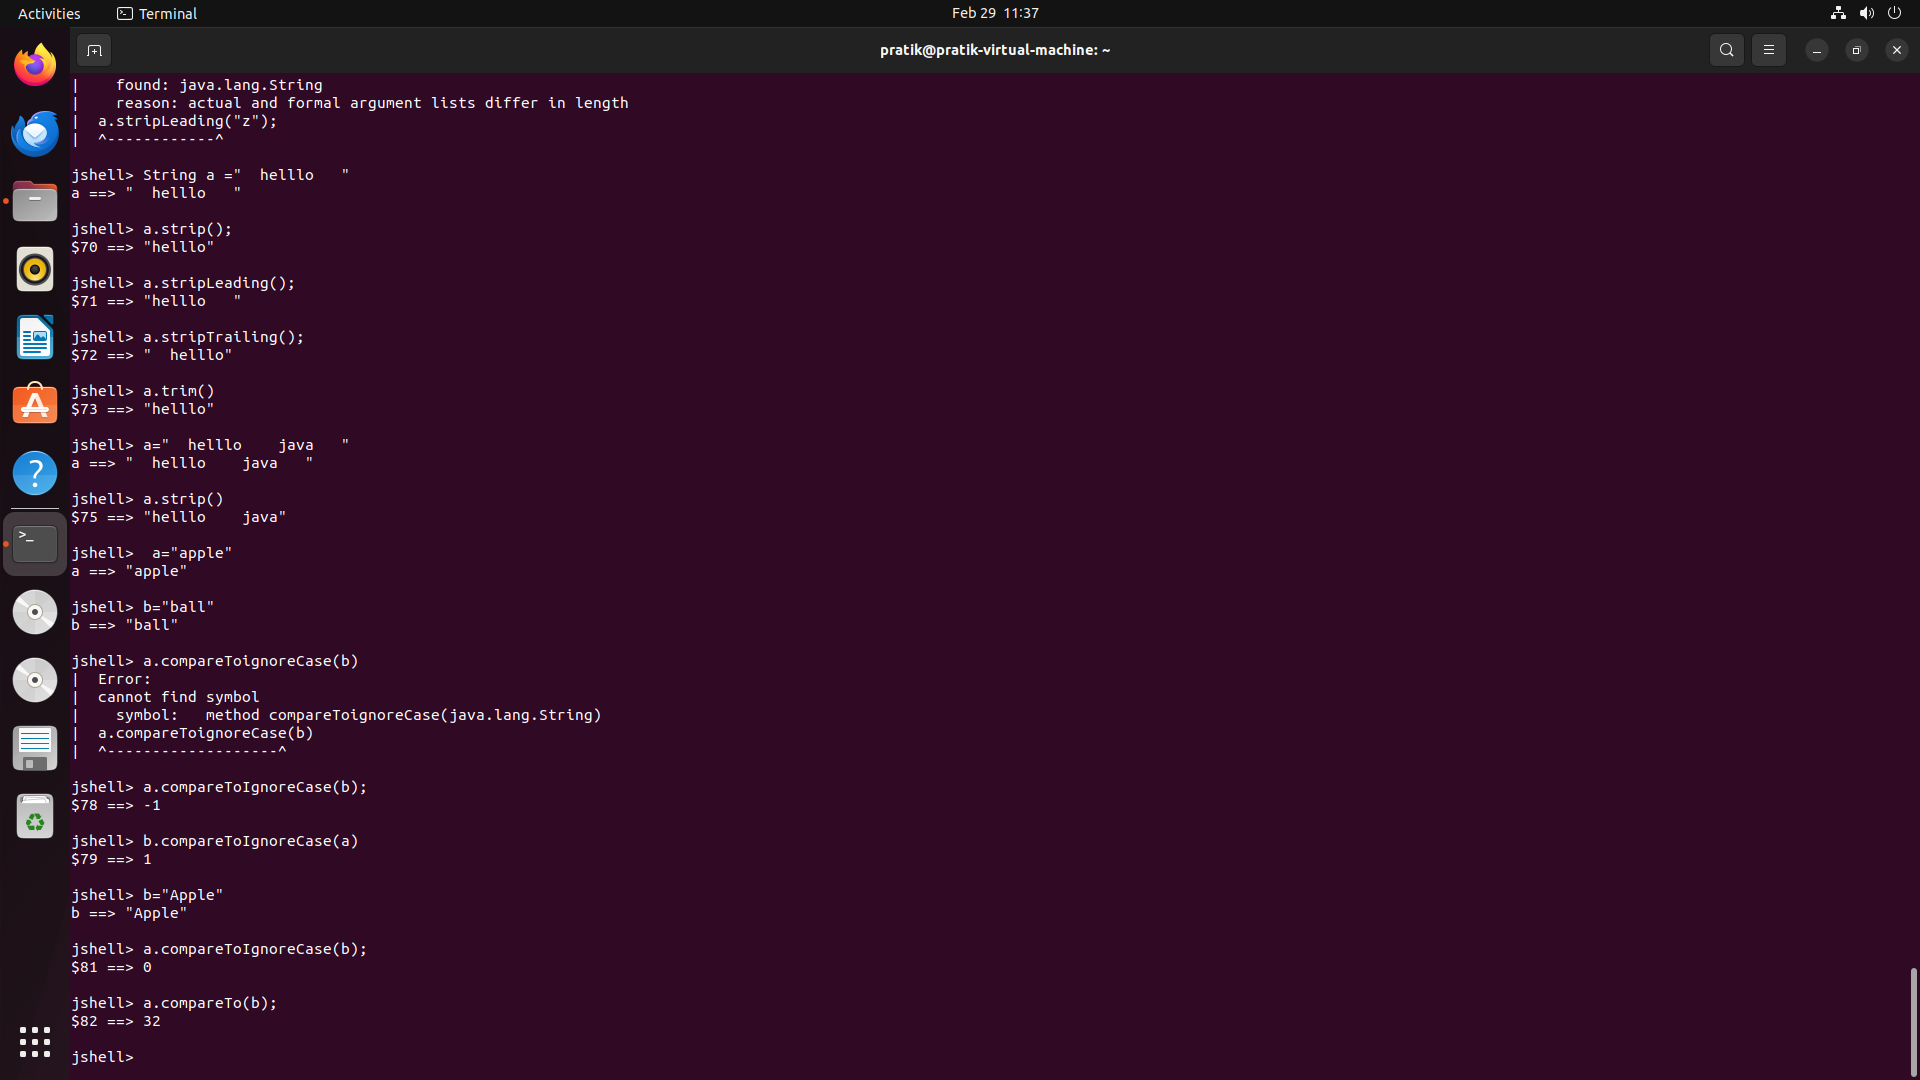 Activities
Terminal
Feb 29  11:37
pratik@pratik-virtual-machine: ~
|    found: java.lang.String
|    reason: actual and formal argument lists differ in length
|  a.stripLeading("z");
|  ^------------^
jshell> String a ="  helllo   "
a ==> "  helllo   "
jshell> a.strip();
$70 ==> "helllo"
jshell> a.stripLeading();
$71 ==> "helllo   "
jshell> a.stripTrailing();
$72 ==> "  helllo"
jshell> a.trim()
$73 ==> "helllo"
jshell> a="  helllo    java   "
a ==> "  helllo    java   "
jshell> a.strip()
$75 ==> "helllo    java"
jshell>  a="apple"
a ==> "apple"
jshell> b="ball"
b ==> "ball"
jshell> a.compareToignoreCase(b)
|  Error:
|  cannot find symbol
|    symbol:   method compareToignoreCase(java.lang.String)
|  a.compareToignoreCase(b)
|  ^-------------------^
jshell> a.compareToIgnoreCase(b);
$78 ==> -1
jshell> b.compareToIgnoreCase(a)
$79 ==> 1
jshell> b="Apple"
b ==> "Apple"
jshell> a.compareToIgnoreCase(b);
$81 ==> 0
jshell> a.compareTo(b);
$82 ==> 32
jshell>